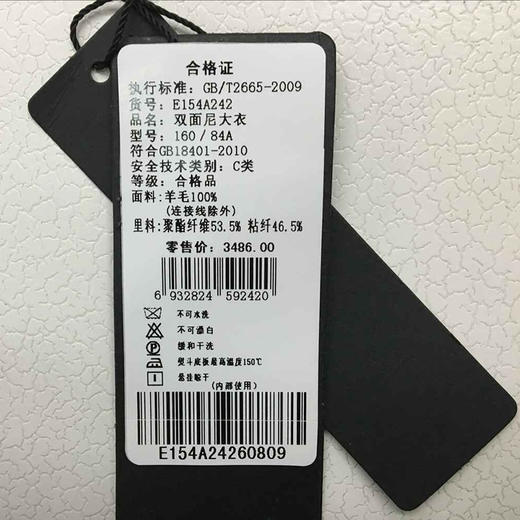 合格证
执行标准: GB/T2665-2009
货号: E154A242
品名: 双面尼大衣
型号: 160/84A
符合GB18401-2010
安全技术类别: C类
等级: 合格品
面料:羊毛100%
(连接线除外)
里料:聚酯纤维53.5% 粘纤46.5%
零售价: 3486.00
6 932824 592420
不可水洗
不可漂白
缓和干洗
熨斗底板最高温度150℃
悬挂晾干
(内部使用)
E154A24260809